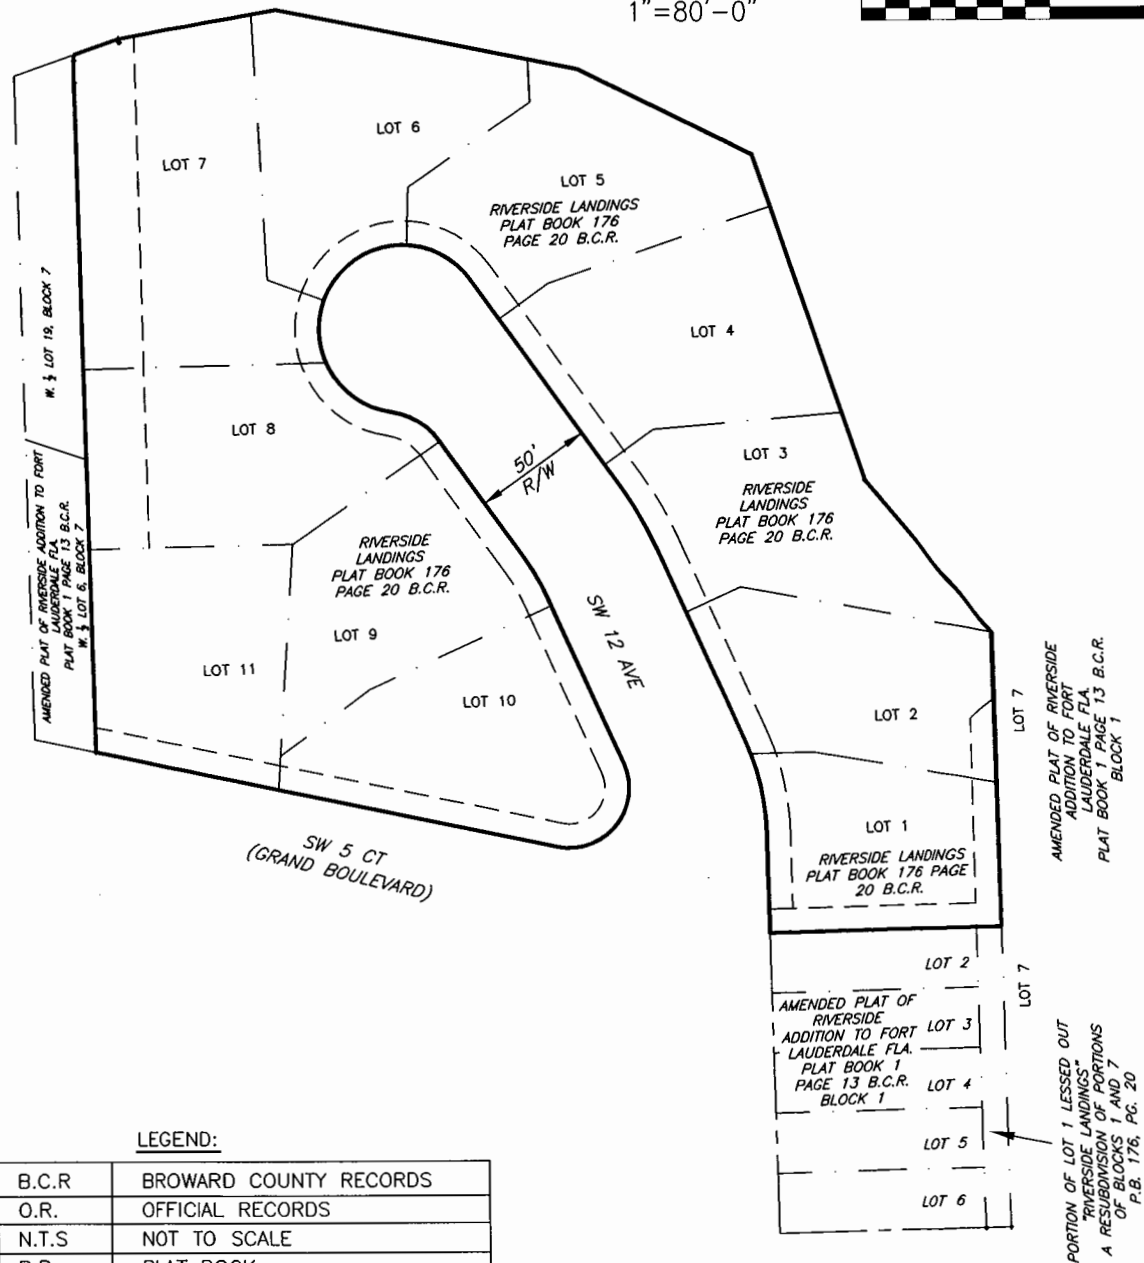 1"=80'-0"
LOT 6
LOT 7
LOT 5
RIVERSIDE LANDINGS
PLAT BOOK 176
PAGE 20 B.C.R.
W. ½ LOT 19, BLOCK 7
LOT 4
LOT 8
50'
R/W
LOT 3
RIVERSIDE
LANDINGS
PLAT BOOK 176
PAGE 20 B.C.R.
AMENDED PLAT OF RIVERSIDE ADDITION TO FORT
LAUDERDALE FLA.
PLAT BOOK 1 PAGE 13 B.C.R.
W. ½ LOT 6, BLOCK 7
RIVERSIDE
LANDINGS
PLAT BOOK 176
PAGE 20 B.C.R.
LOT 9
SW 12 AVE
LOT 11
LOT 10
LOT 2
LOT 7
AMENDED PLAT OF RIVERSIDE
ADDITION TO FORT
LAUDERDALE FLA.
PLAT BOOK 1 PAGE 13 B.C.R.
BLOCK 1
LOT 1
RIVERSIDE LANDINGS
PLAT BOOK 176 PAGE
20 B.C.R.
SW 5 CT
(GRAND BOULEVARD)
LOT 2
LOT 7
AMENDED PLAT OF
RIVERSIDE
ADDITION TO FORT
LAUDERDALE FLA.
PLAT BOOK 1
PAGE 13 B.C.R.
BLOCK 1
LOT 3
LOT 4
LOT 5
LOT 6
PORTION OF LOT 1 LESSED OUT
"RIVERSIDE LANDINGS"
A RESUBDIVISION OF PORTIONS
OF BLOCKS 1 AND 7
P.B. 176, PG. 20
LEGEND:
B.C.R BROWARD COUNTY RECORDS
O.R. OFFICIAL RECORDS
N.T.S NOT TO SCALE